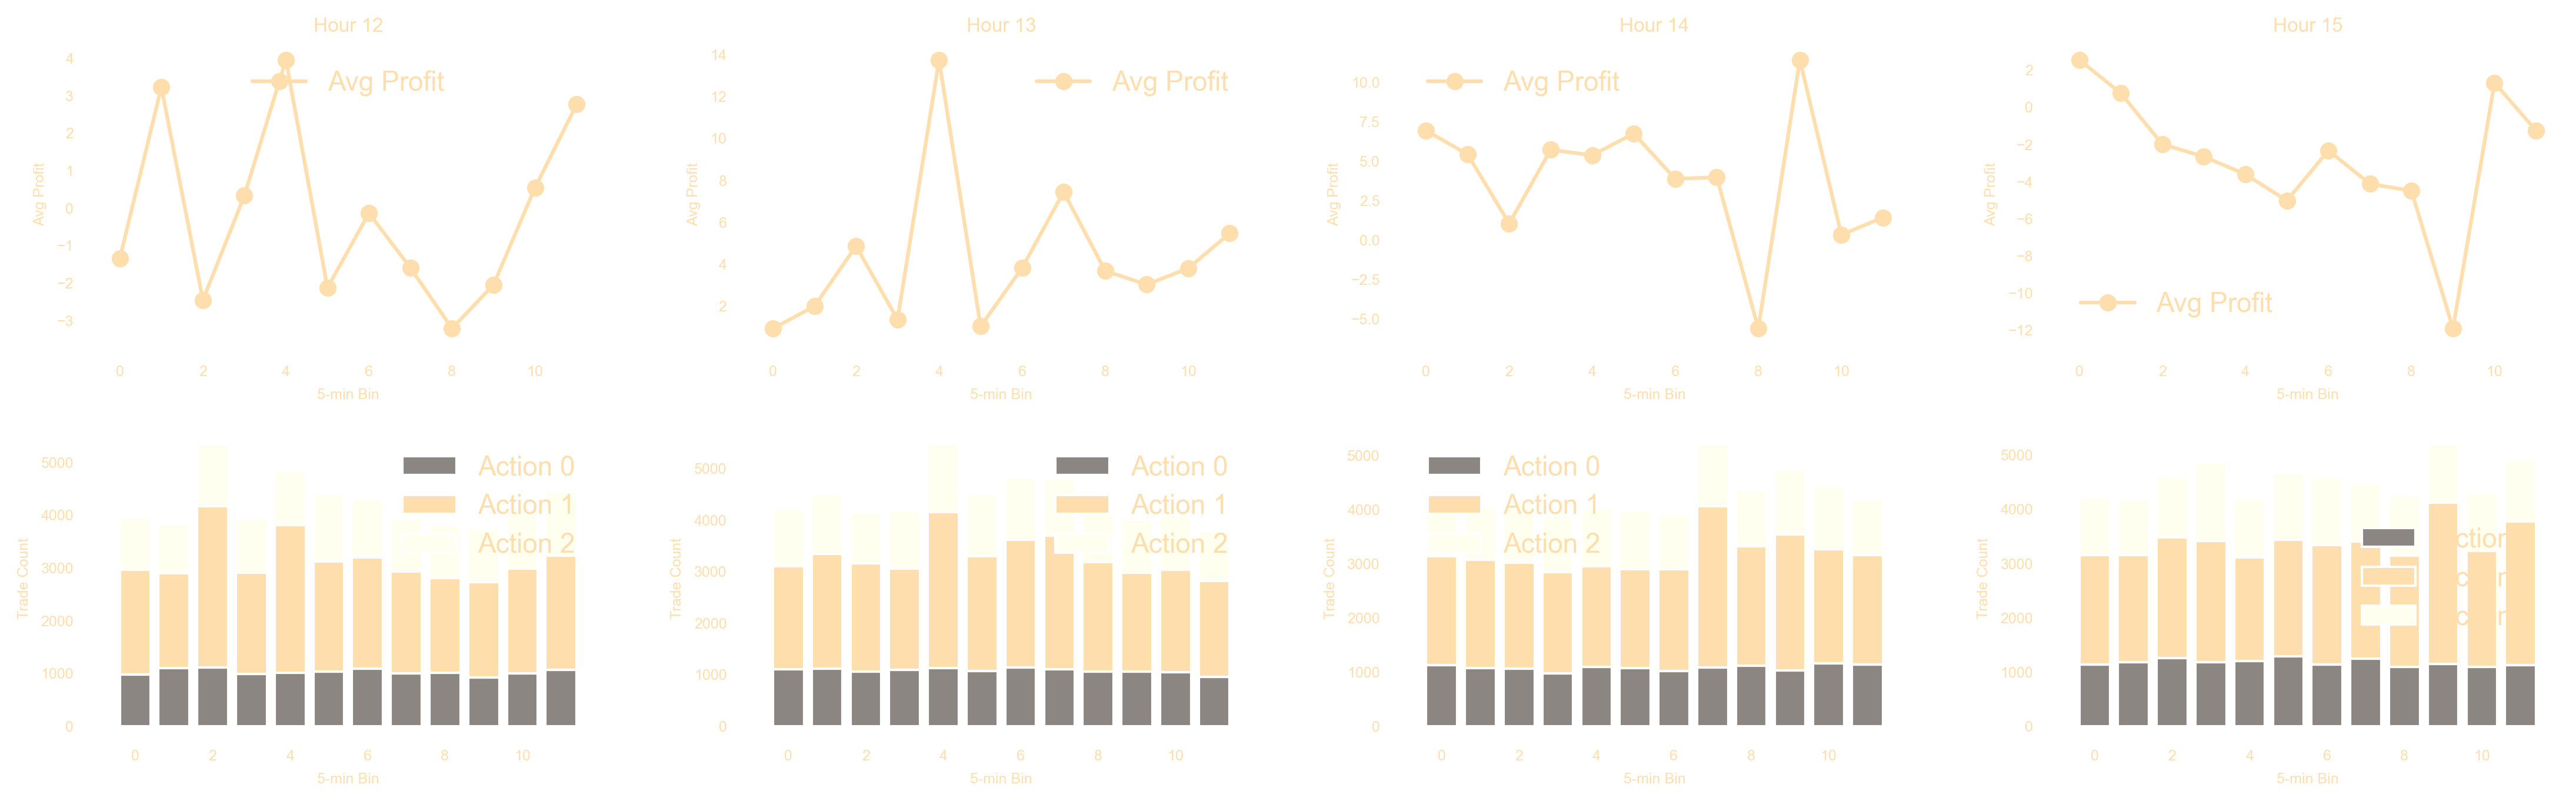 Hour 12
Avg Profit
Avg Profit
4
3
2
1
0
−1
−2
−3
0 2 4 6 8 10
5-min Bin
Hour 13
Avg Profit
Avg Profit
14
12
10
8
6
4
2
0 2 4 6 8 10
5-min Bin
Hour 14
Avg Profit
Avg Profit
10.0
7.5
5.0
2.5
0.0
−2.5
−5.0
0 2 4 6 8 10
5-min Bin
Hour 15
Avg Profit
Avg Profit
2
0
−2
−4
−6
−8
−10
−12
0 2 4 6 8 10
5-min Bin
Trade Count
5000
4000
3000
2000
1000
0
Action 0
Action 1
Action 2
0 2 4 6 8 10
5-min Bin
Trade Count
5000
4000
3000
2000
1000
0
Action 0
Action 1
Action 2
0 2 4 6 8 10
5-min Bin
Trade Count
5000
4000
3000
2000
1000
0
Action 0
Action 1
Action 2
0 2 4 6 8 10
5-min Bin
Trade Count
5000
4000
3000
2000
1000
0
0 2 4 6 8 10
5-min Bin